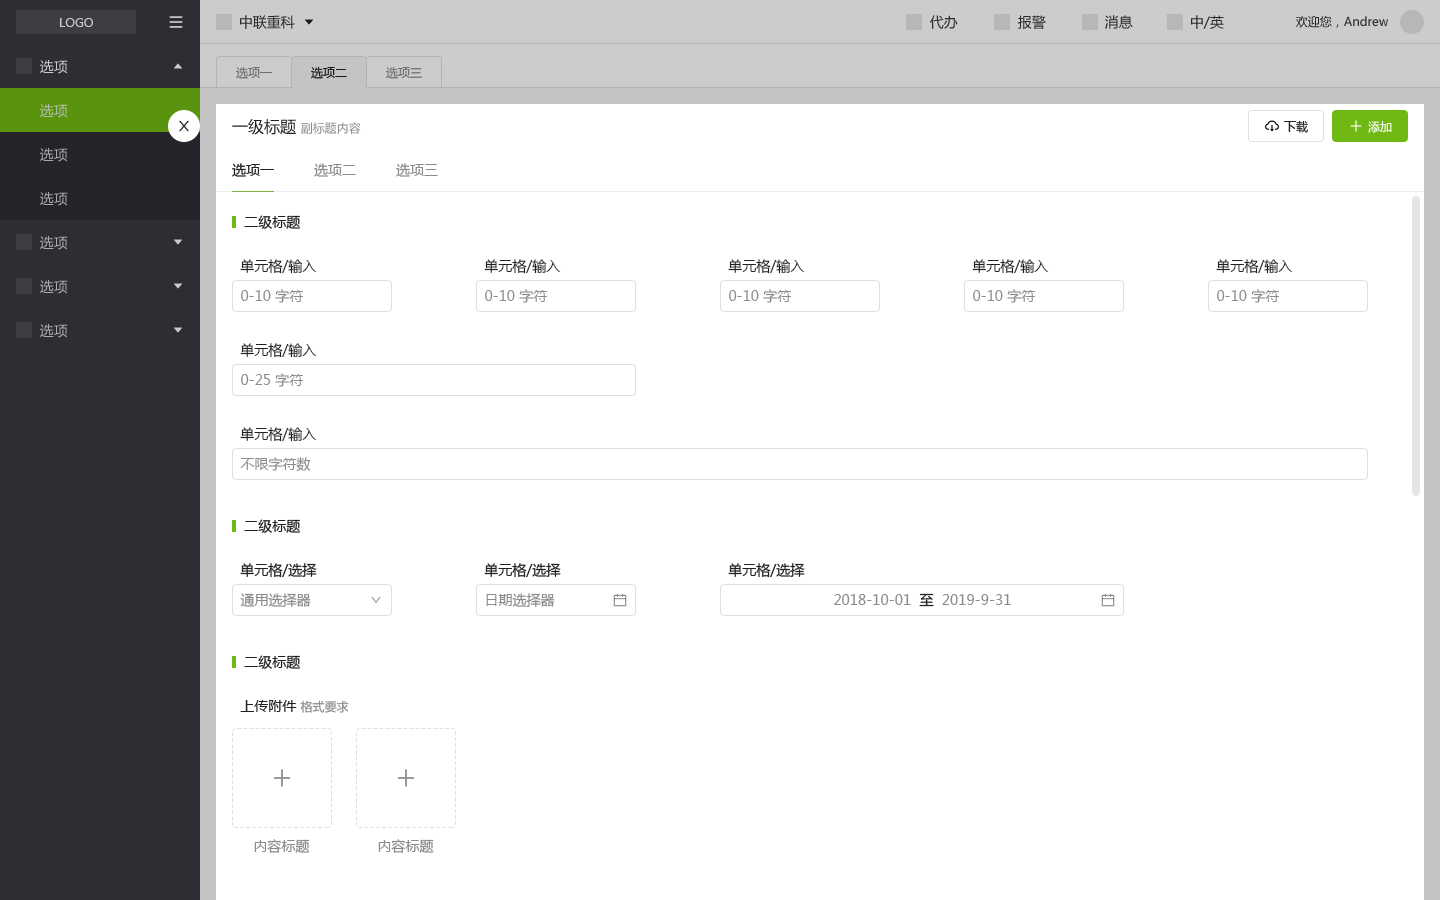 LOGO
中联重科
代办
报警
消息
中/英
欢迎您，Andrew
选项
选项
选项
选项
选项
选项
选项
X
选项一
选项二
选项三
一级标题 副标题内容
下载
添加
选项一
选项二
选项三
二级标题
单元格/输入
单元格/输入
单元格/输入
单元格/输入
单元格/输入
0-10 字符
0-10 字符
0-10 字符
0-10 字符
0-10 字符
单元格/输入
0-25 字符
单元格/输入
不限字符数
二级标题
单元格/选择
单元格/选择
单元格/选择
通用选择器
日期选择器
2018-10-01 至 2019-9-31
二级标题
上传附件 格式要求
内容标题
内容标题